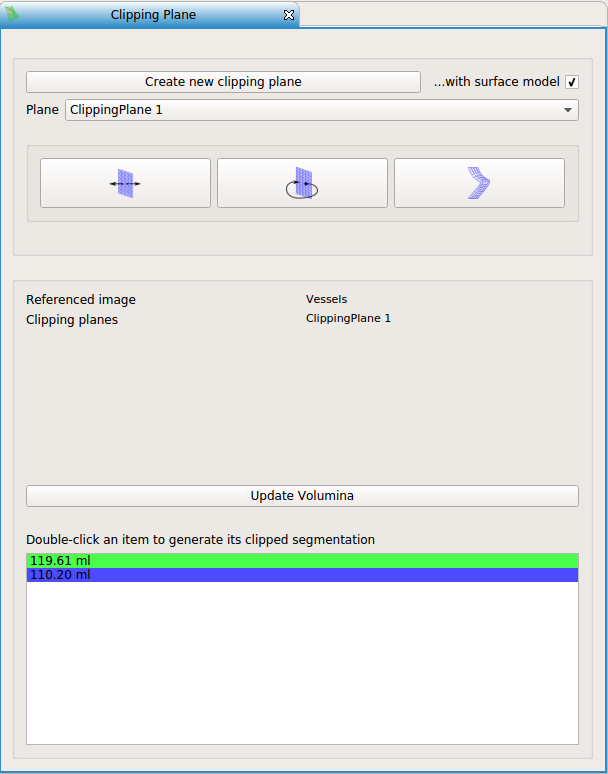 Clipping Plane
Create new clipping plane ...with surface model
Plane ClippingPlane 1
Referenced image Vessels
Clipping planes ClippingPlane 1
Update Volumina
Double-click an item to generate its clipped segmentation
119.61 ml
110.20 ml